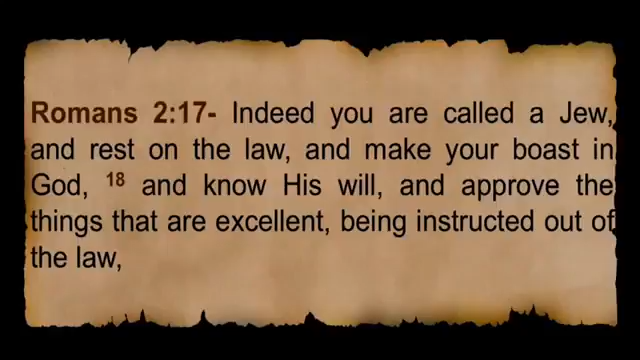 Romans 2:17- Indeed you are called a Jew,
and rest on the law, and make your boast in
God, 18 and know His will, and approve the
things that are excellent, being instructed out of
the law,